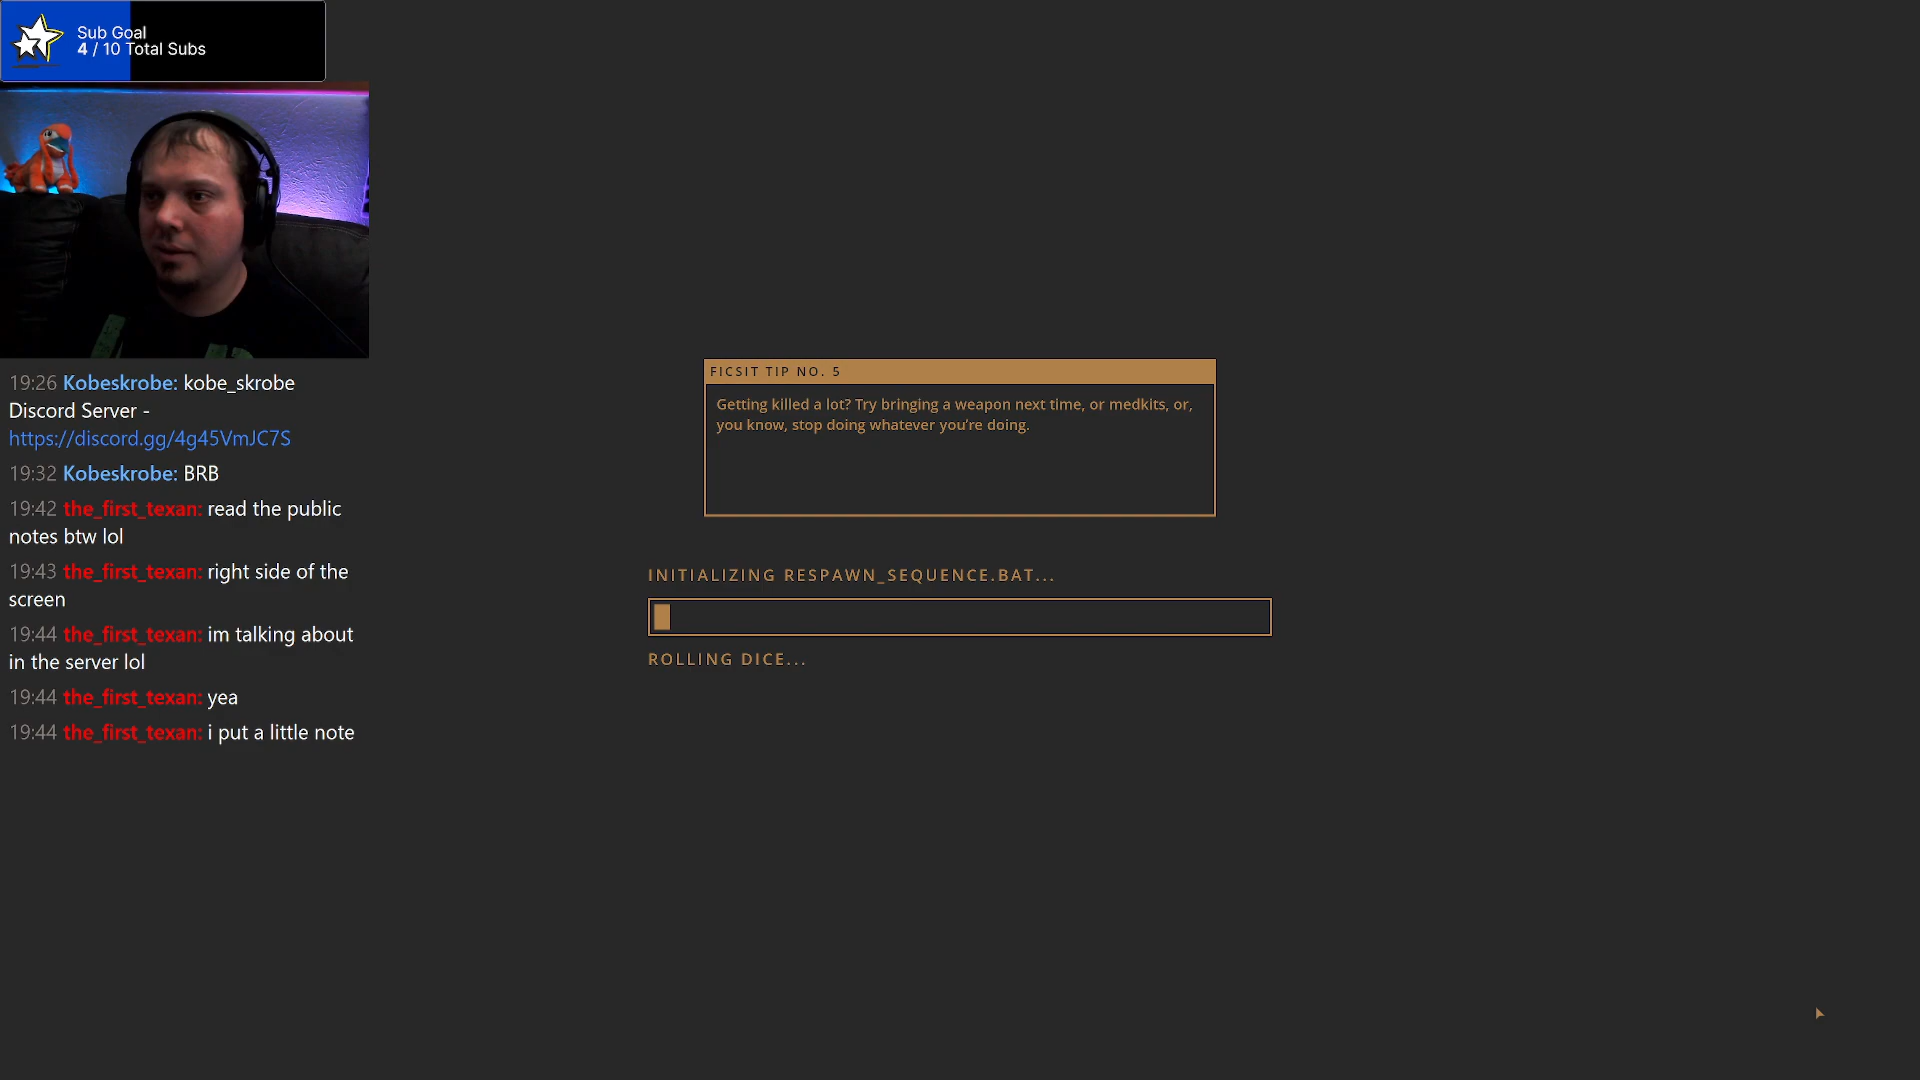 Sub Goal
4 / 10 Total Subs
19:26 Kobeskrobe: kobe_skrobe
Discord Server -
https://discord.gg/4g45VmJC7S
19:32 Kobeskrobe: BRB
19:42 the_first_texan: read the public
notes btw lol
19:43 the_first_texan: right side of the
screen
19:44 the_first_texan: im talking about
in the server lol
19:44 the_first_texan: yea
19:44 the_first_texan: i put a little note
FICSIT TIP NO. 5
Getting killed a lot? Try bringing a weapon next time, or medkits, or,
you know, stop doing whatever you're doing.
INITIALIZING RESPAWN_SEQUENCE.BAT...
ROLLING DICE...